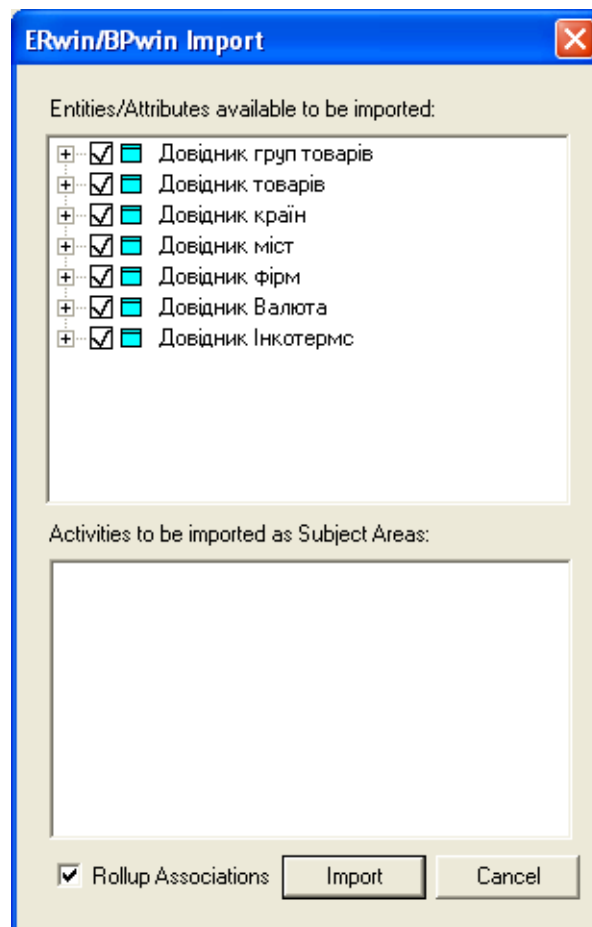 ERwin/BPwin Import
Entities/Attributes available to be imported:
Довідник груп товарів
Довідник товарів
Довідник країн
Довідник міст
Довідник фірм
Довідник Валюта
Довідник Інкотермс
Activities to be imported as Subject Areas:
Rollup Associations Import Cancel